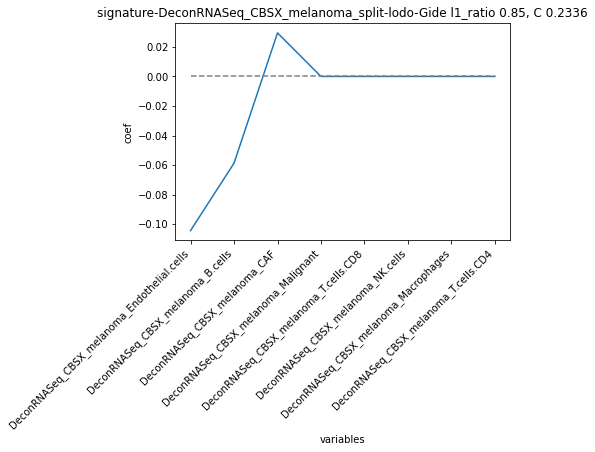 signature-DeconRNASeq_CBSX_melanoma_split-lodo-Gide l1_ratio 0.85, C 0.2336
0.02
0.00
−0.02
−0.04
−0.06
−0.08
−0.10
coef
DeconRNASeq_CBSX_melanoma_Endothelial.cells
DeconRNASeq_CBSX_melanoma_B.cells
DeconRNASeq_CBSX_melanoma_CAF
DeconRNASeq_CBSX_melanoma_Malignant
DeconRNASeq_CBSX_melanoma_T.cells.CD8
DeconRNASeq_CBSX_melanoma_NK.cells
DeconRNASeq_CBSX_melanoma_Macrophages
DeconRNASeq_CBSX_melanoma_T.cells.CD4
variables